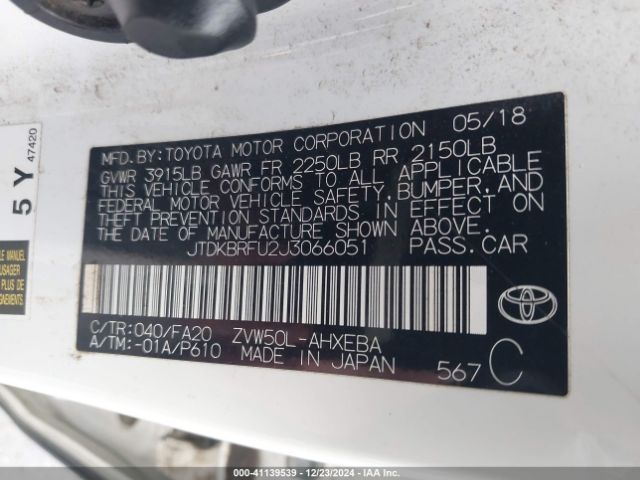 MFD.BY:TOYOTA MOTOR CORPORATION 05/18
GVWR 3915LB GAWR FR 2250LB RR 2150LB
THIS VEHICLE CONFORMS TO ALL APPLICABLE
FEDERAL MOTOR VEHICLE SAFETY,BUMPER,AND
THEFT PREVENTION STANDARDS IN EFFECT ON
THE DATE OF MANUFACTURE SHOWN ABOVE.
JTDKBRFU2J3066051 PASS.CAR
C/TR:040/FA20 ZVW50L-AHXEBA
A/TM:-01A/P610 MADE IN JAPAN
567 C
5 Y
47420
LE MANUEL
USAGER
000-41139539 - 12/23/2024 - IAA, Inc.